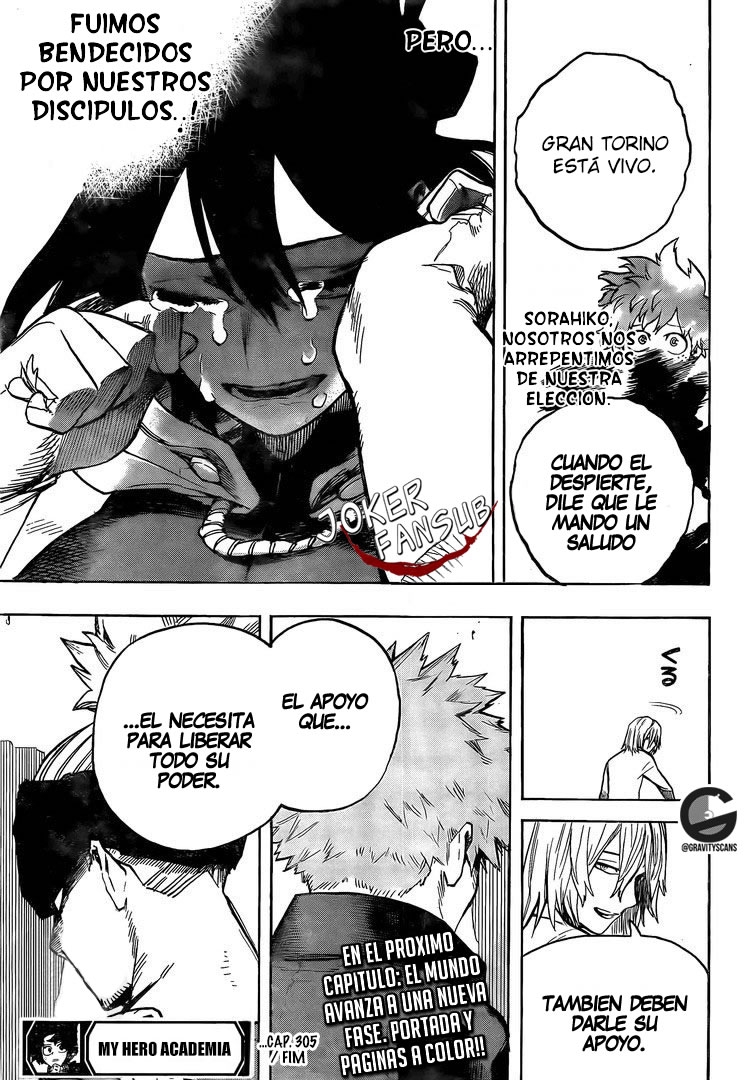 GRAN TORINO
ESTÁ VIVO.
SORAHIKO,
NOSOTROS NOS
ARREPENTIMOS
DE NUESTRA
ELECCION.
CUANDO EL
DESPIERTE,
DILE QUE LE
MANDO UN
SALUDO
PERO...
FUIMOS
BENDECIDOS
POR NUESTROS
DISCIPULOS..!
JOKER
FANSUB
TAMBIEN DEBEN
DARLE SU
APOYO.
@GRAVITYSCANS
EL APOYO
QUE...
...EL NECESITA
PARA LIBERAR
TODO SU
PODER.
EN EL PROXIMO
CAPITULO: EL MUNDO
AVANZA A UNA NUEVA
FASE. PORTADA Y
PAGINAS A COLOR!!
MY HERO ACADEMIA
...CAP. 305
// FIM